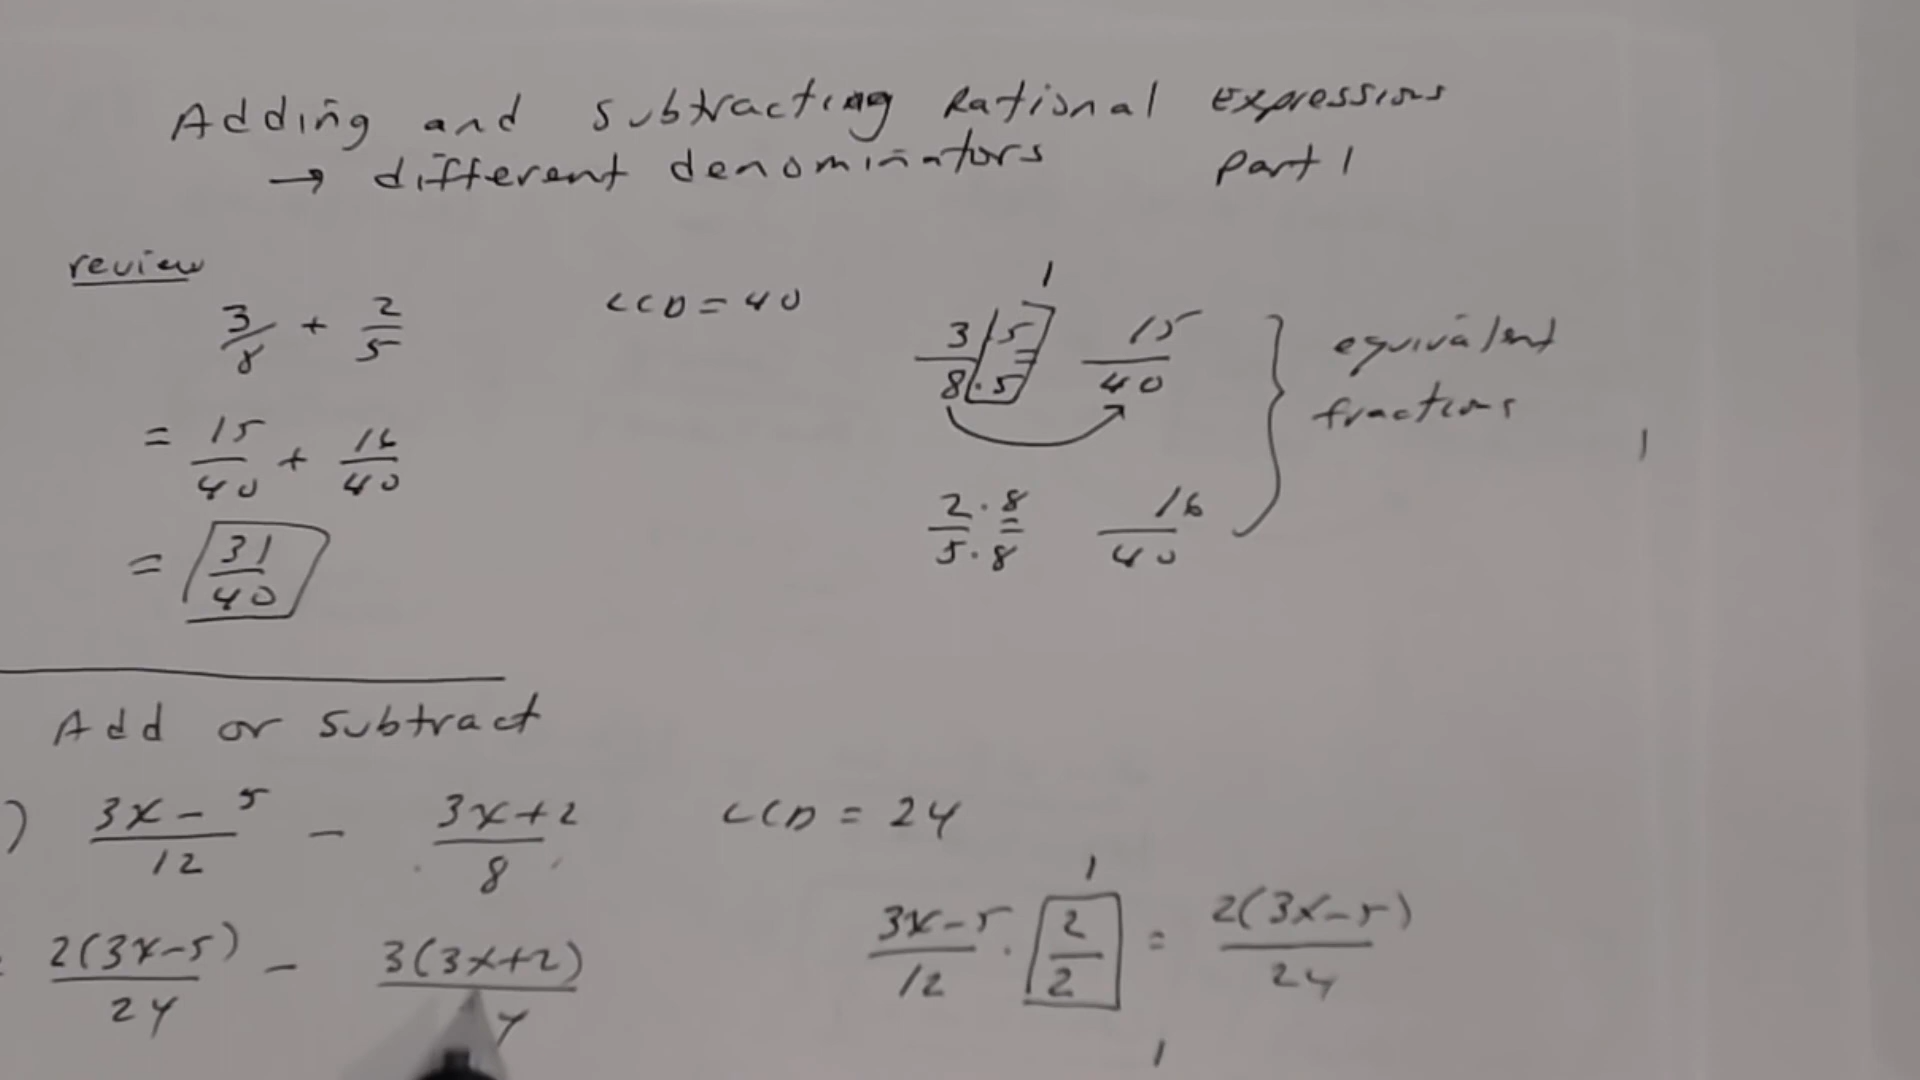 Adding and subtracting Rational Expressions
→ different denominators Part 1
review
3/8 + 2/5 LCD = 40
3/8 · 5/5 = 15/40 1
equivalent fractions
= 15/40 + 16/40
2/5 · 8/8 = 16/40
= 31/40
Add or subtract
) (3x - 5)/12 - (3x+2)/8 LCD = 24
(3x-5)/12 · 2/2 = 2(3x-5)/24 1
2(3x-5)/24 - 3(3x+2)/